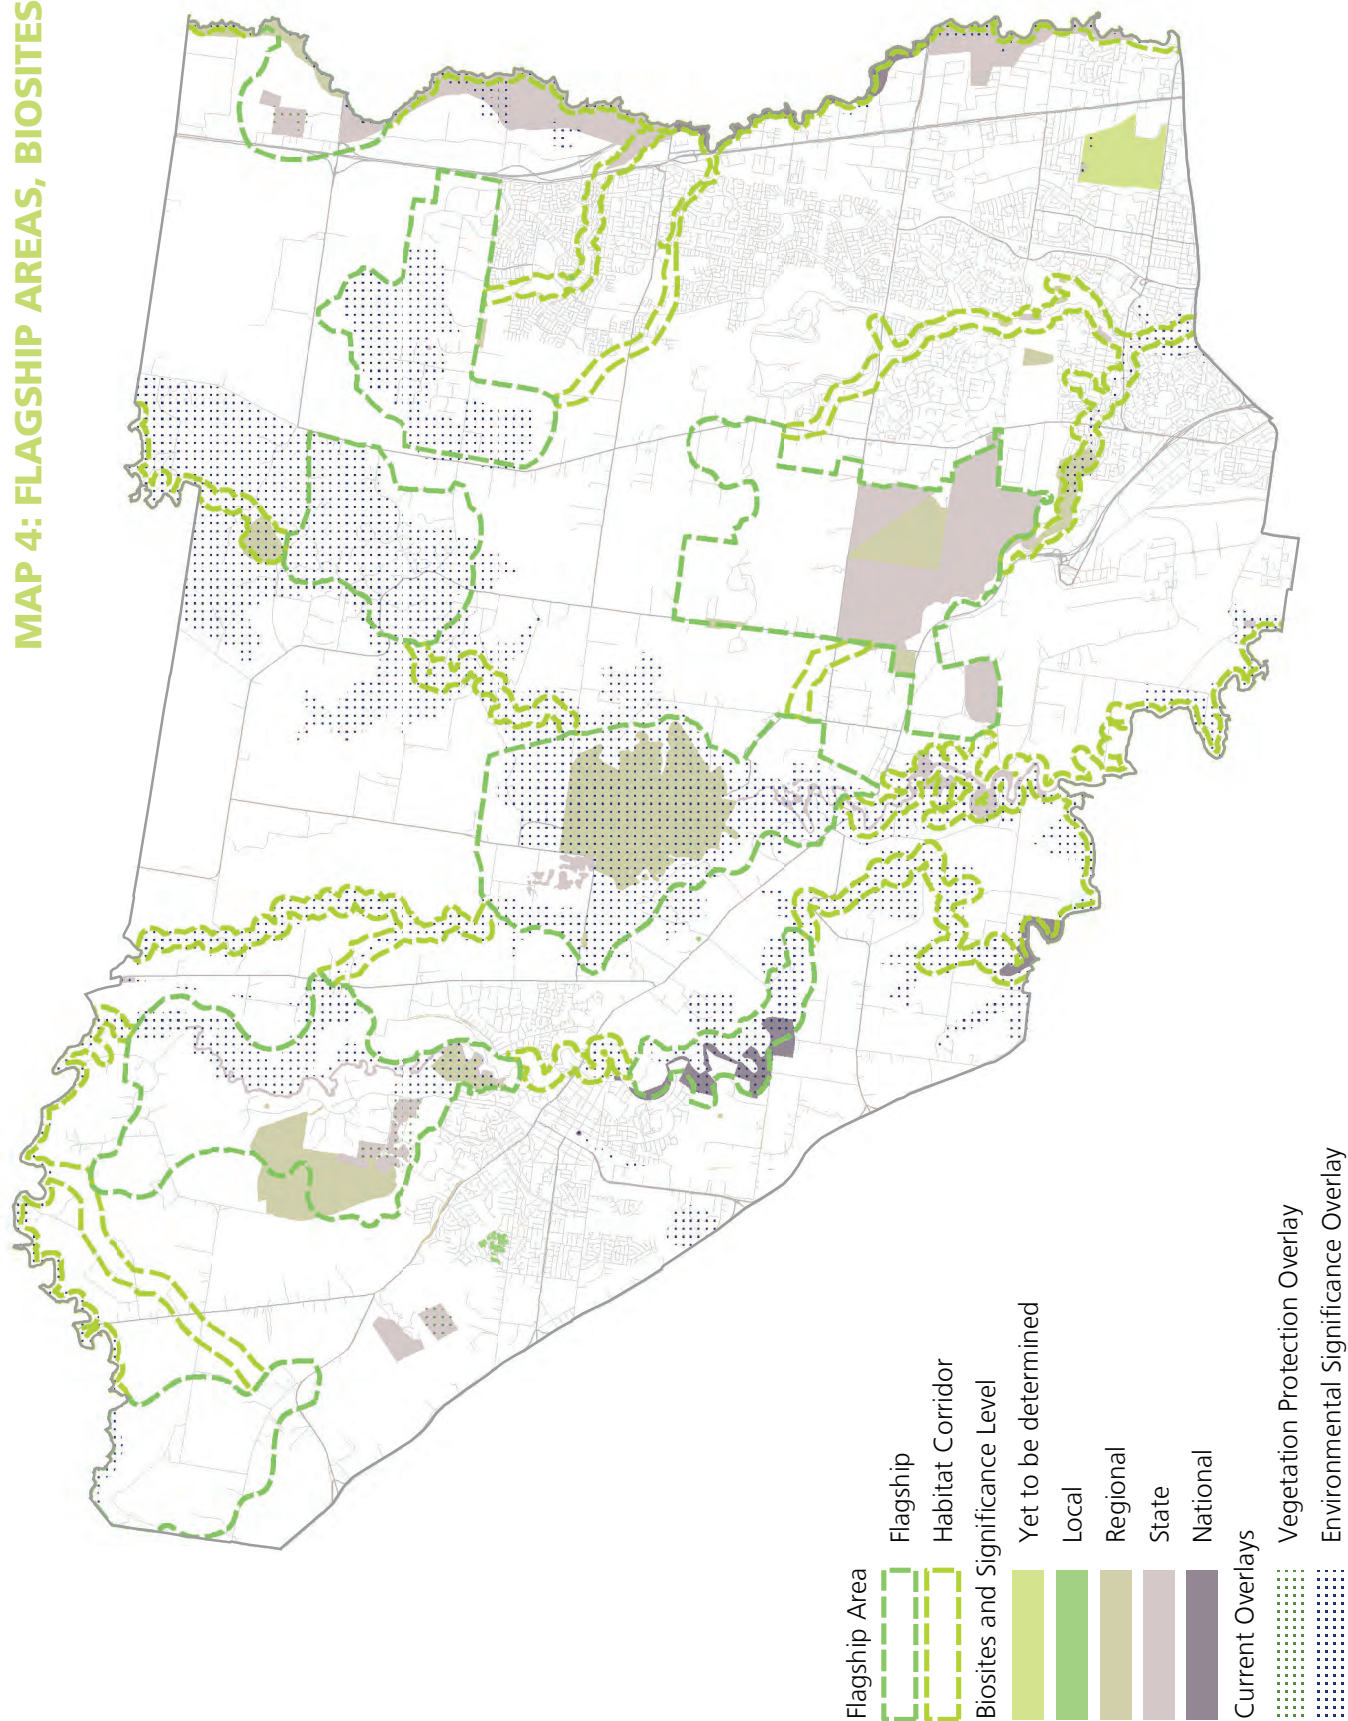 MAP 4: FLAGSHIP AREAS, BIOSITES
Flagship Area
Flagship
Habitat Corridor
Biosites and Significance Level
Yet to be determined
Local
Regional
State
National
Current Overlays
Vegetation Protection Overlay
Environmental Significance Overlay